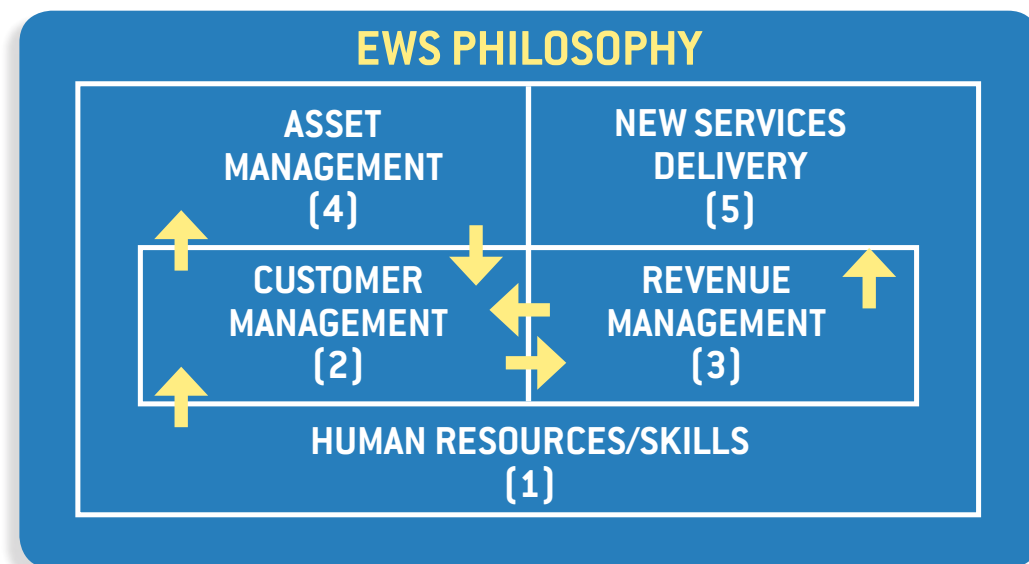 EWS PHILOSOPHY
ASSET
MANAGEMENT
(4)
NEW SERVICES
DELIVERY
(5)
CUSTOMER
MANAGEMENT
(2)
REVENUE
MANAGEMENT
(3)
HUMAN RESOURCES/SKILLS
(1)